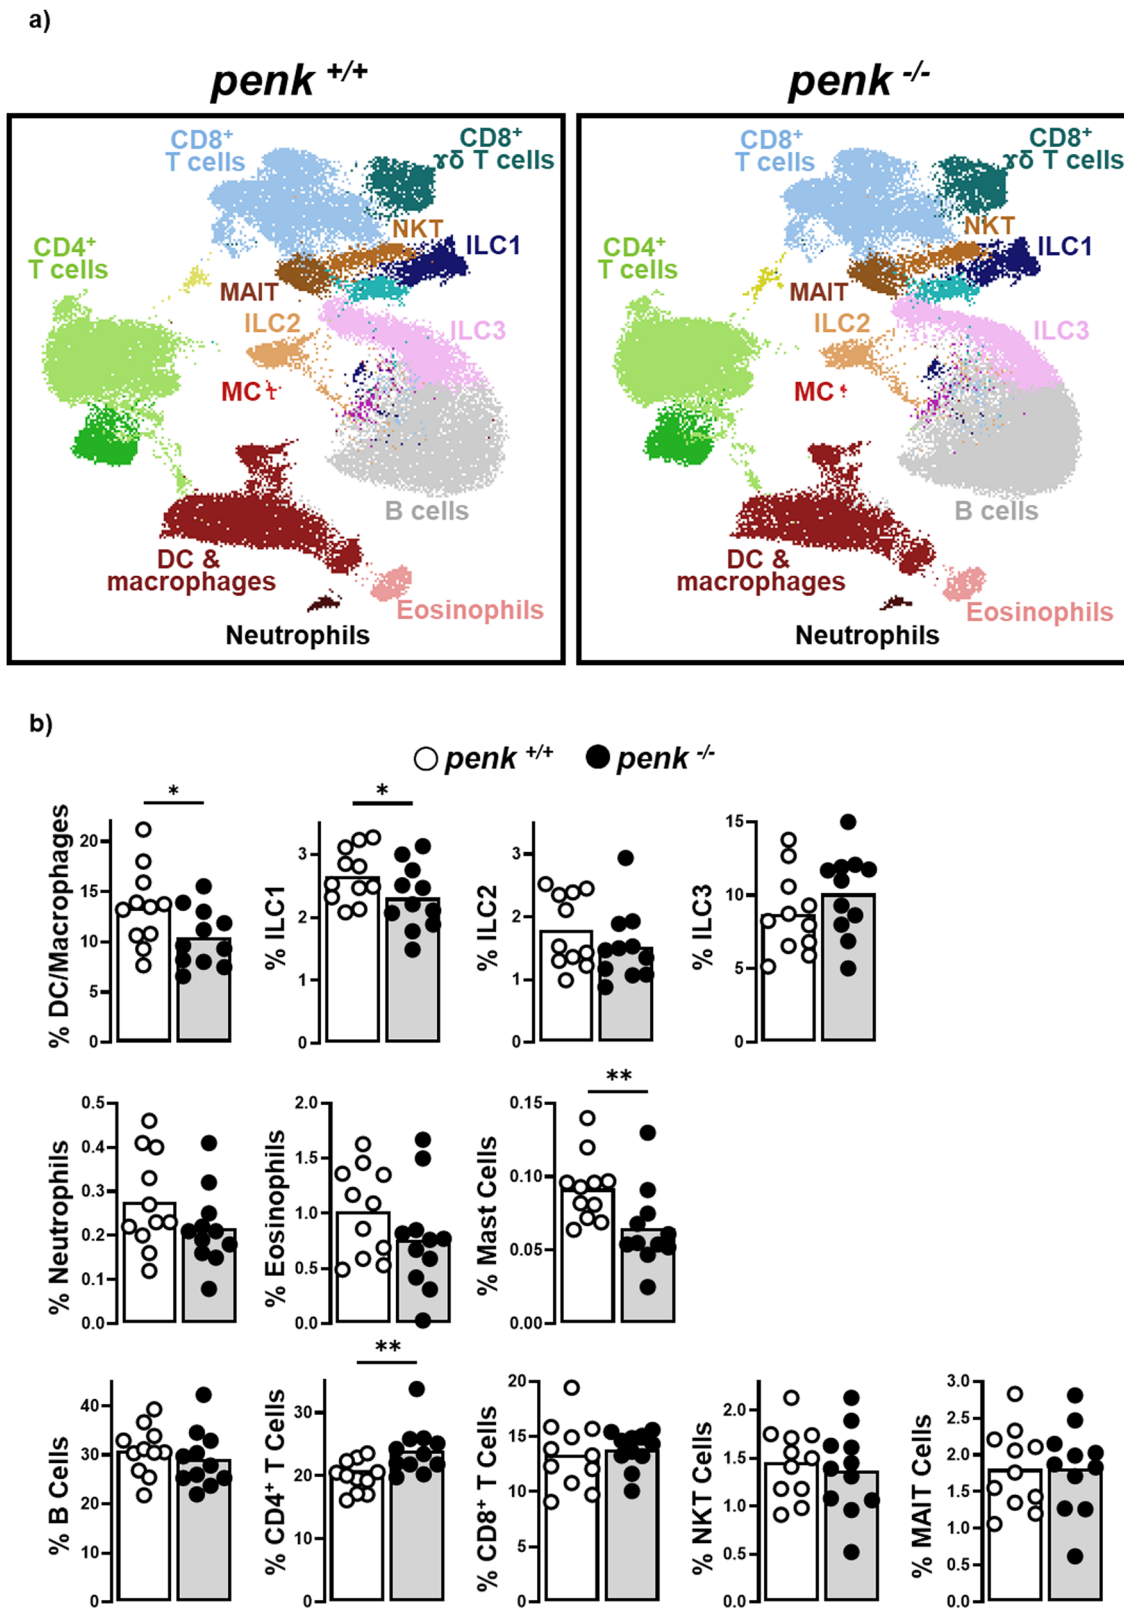 a)
penk +/+
penk -/-
CD8+
T cells
CD8+
ɤδ T cells
NKT
ILC1
CD4+
T cells
MAIT
ILC2
ILC3
MC
B cells
DC &
macrophages
Eosinophils
Neutrophils
CD8+
T cells
CD8+
ɤδ T cells
NKT
ILC1
CD4+
T cells
MAIT
ILC2
ILC3
MC
B cells
DC &
macrophages
Eosinophils
Neutrophils
b)
penk +/+
penk -/-
% DC/Macrophages
20
15
10
5
0
*
% ILC1
3
2
1
0
*
% ILC2
3
2
1
0
% ILC3
15
10
5
0
% Neutrophils
0.5
0.4
0.3
0.2
0.1
0.0
% Eosinophils
2.0
1.5
1.0
0.5
0.0
% Mast Cells
0.15
0.10
0.05
0.00
**
% B Cells
40
30
20
10
0
% CD4+ T Cells
30
20
10
0
**
% CD8+ T Cells
20
15
10
5
0
% NKT Cells
2.0
1.5
1.0
0.5
0.0
% MAIT Cells
3.0
2.5
2.0
1.5
1.0
0.5
0.0